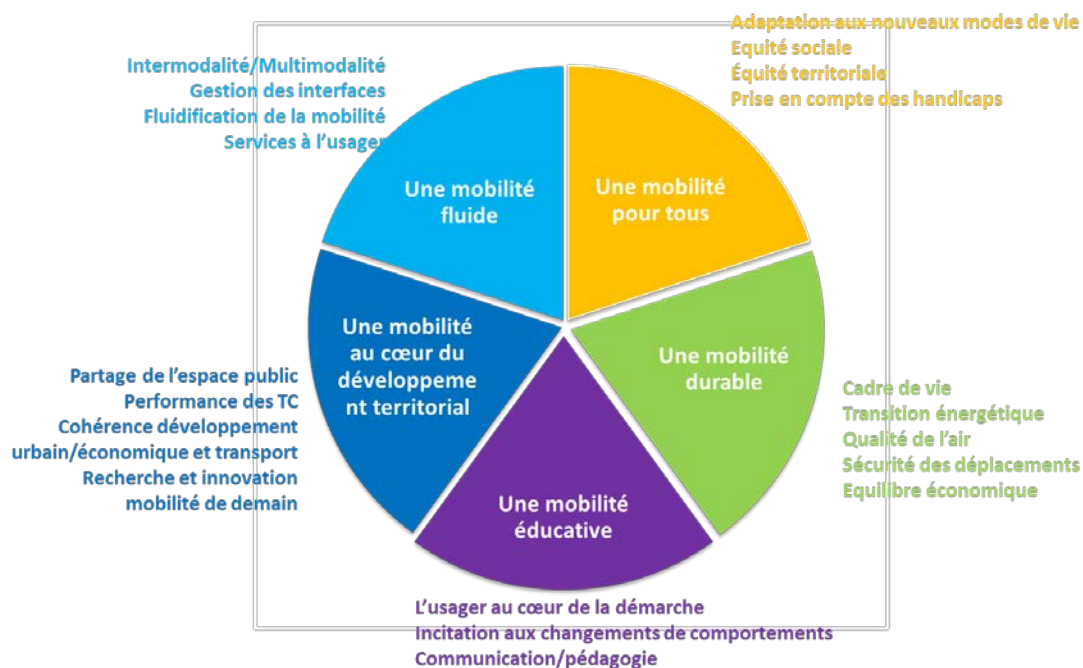 Adaptation aux nouveaux modes de vie
Equité sociale
Équité territoriale
Prise en compte des handicaps
Intermodalité/Multimodalité
Gestion des interfaces
Fluidification de la mobilité
Services à l'usager
Une mobilité
fluide
Une mobilité
pour tous
Une mobilité
au cœur du
développeme
nt territorial
Une mobilité
durable
Partage de l'espace public
Performance des TC
Cohérence développement
urbain/économique et transport
Recherche et innovation
mobilité de demain
Cadre de vie
Transition énergétique
Qualité de l'air
Sécurité des déplacements
Equilibre économique
Une mobilité
éducative
L'usager au cœur de la démarche
Incitation aux changements de comportements
Communication/pédagogie